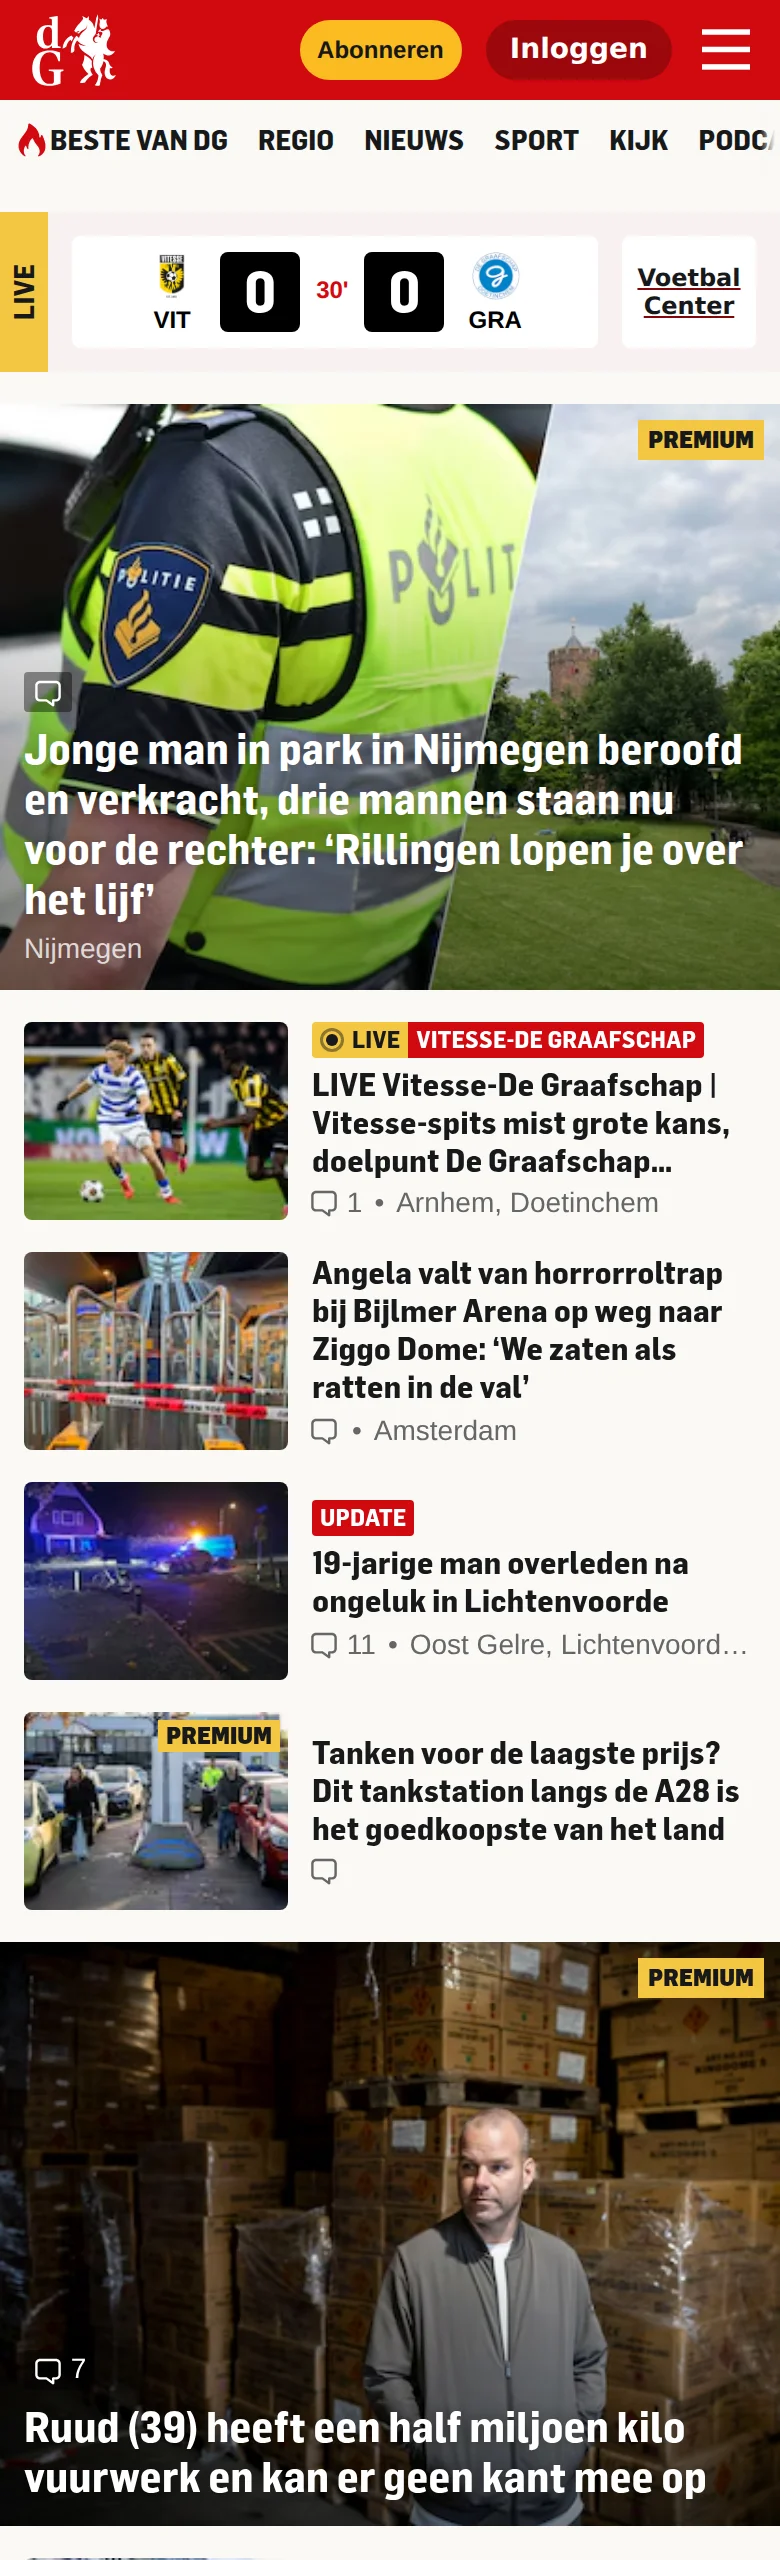 dG
Abonneren
Inloggen
BESTE VAN DG REGIO NIEUWS SPORT KIJK PODCA
LIVE
VITESSE
0 30' 0
VIT GRA
Voetbal
Center
PREMIUM
POLITIE
POLIT
Jonge man in park in Nijmegen beroofd
en verkracht, drie mannen staan nu
voor de rechter: ‘Rillingen lopen je over
het lijf’
Nijmegen
LIVE VITESSE-DE GRAAFSCHAP
LIVE Vitesse-De Graafschap |
Vitesse-spits mist grote kans,
doelpunt De Graafschap...
1 • Arnhem, Doetinchem
Angela valt van horrorroltrap
bij Bijlmer Arena op weg naar
Ziggo Dome: ‘We zaten als
ratten in de val’
• Amsterdam
UPDATE
19-jarige man overleden na
ongeluk in Lichtenvoorde
11 • Oost Gelre, Lichtenvoord...
PREMIUM
Tanken voor de laagste prijs?
Dit tankstation langs de A28 is
het goedkoopste van het land
PREMIUM
7
Ruud (39) heeft een half miljoen kilo
vuurwerk en kan er geen kant mee op